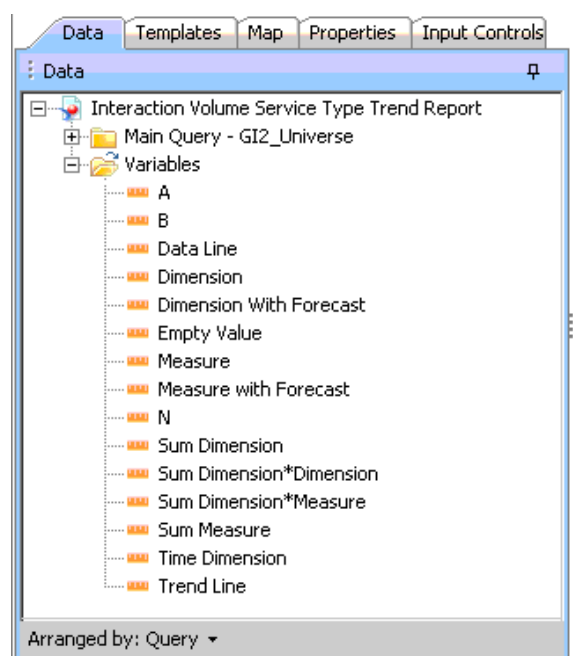 Data Templates Map Properties Input Controls
Data
Interaction Volume Service Type Trend Report
Main Query - GI2_Universe
Variables
A
B
Data Line
Dimension
Dimension With Forecast
Empty Value
Measure
Measure with Forecast
N
Sum Dimension
Sum Dimension*Dimension
Sum Dimension*Measure
Sum Measure
Time Dimension
Trend Line
Arranged by: Query